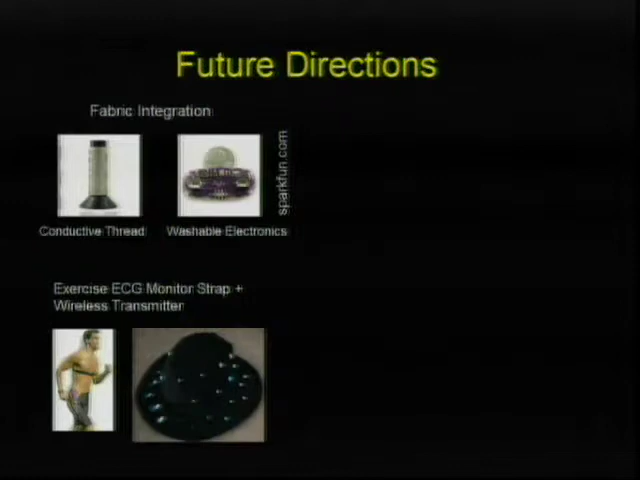 Future Directions
Fabric Integration
sparkfun.com
Conductive Thread
Washable Electronics
Exercise ECG Monitor Strap +
Wireless Transmitter